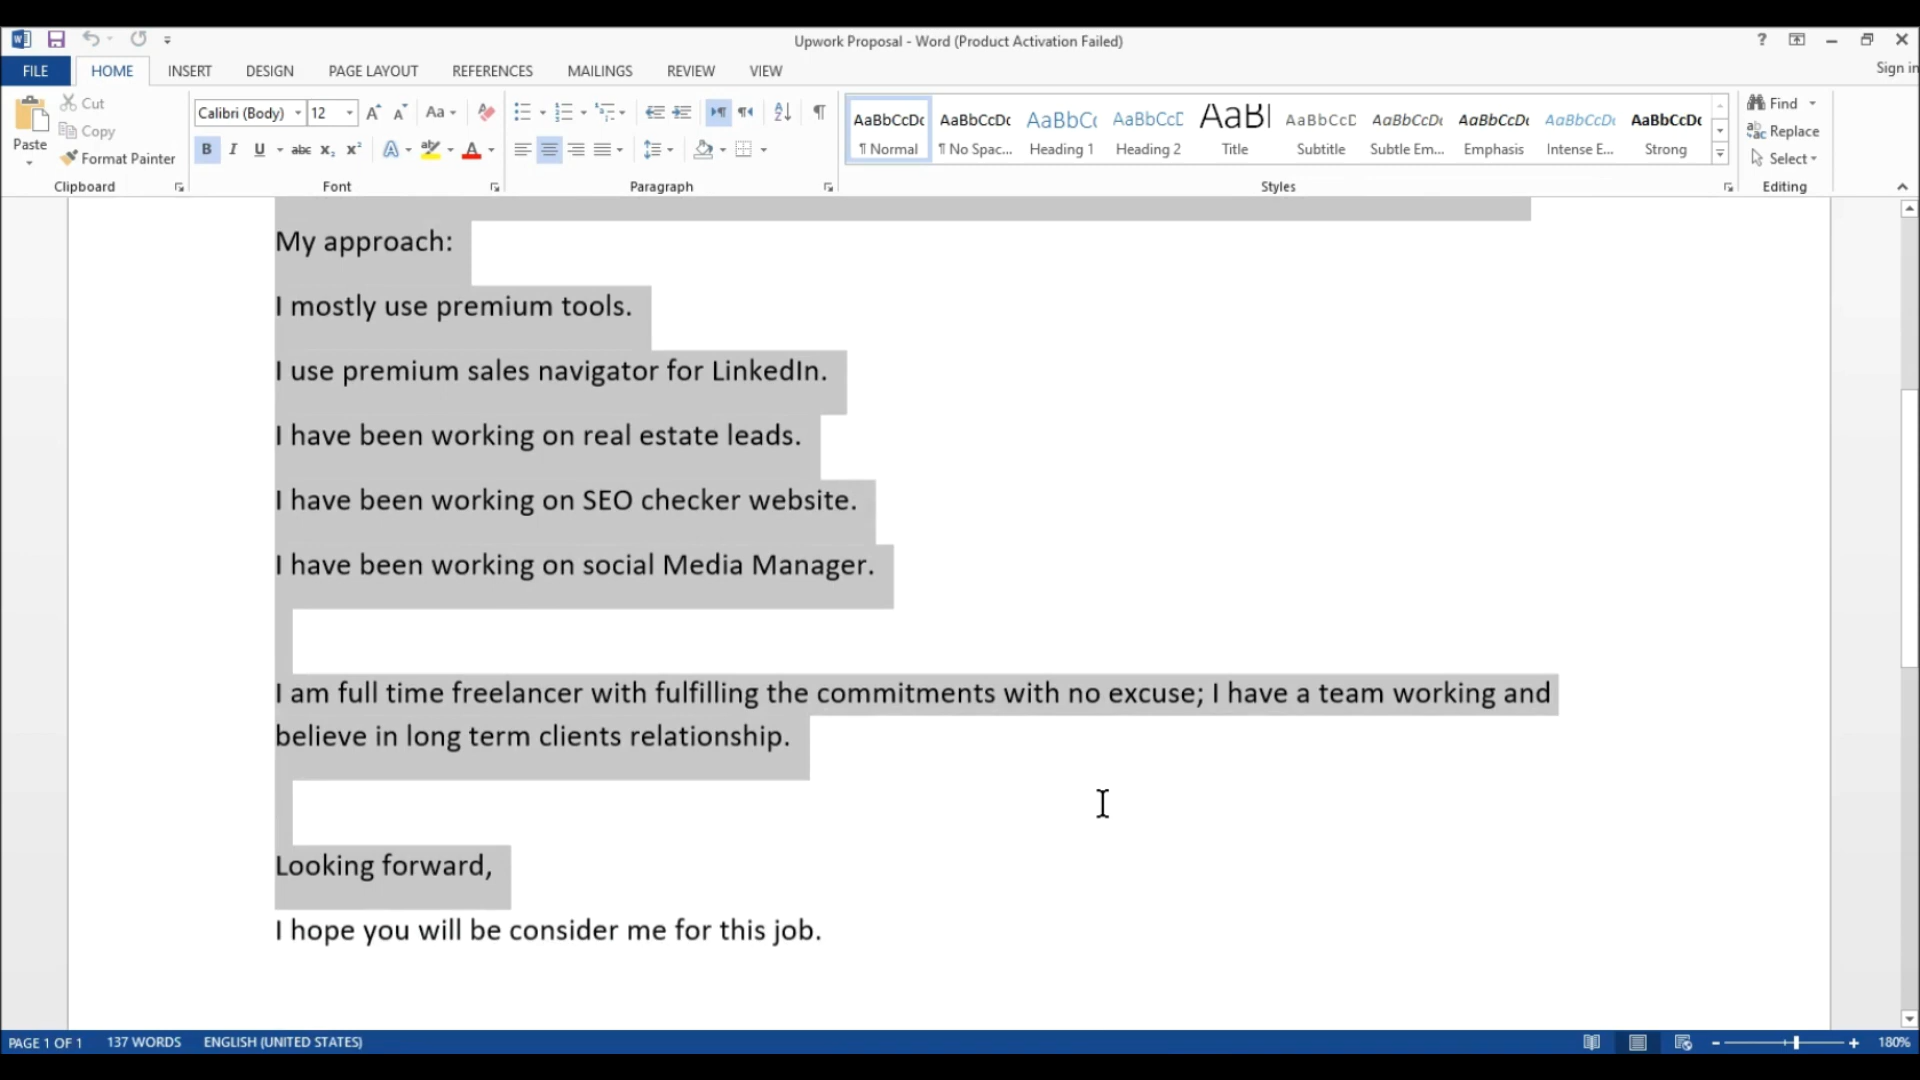 Upwork Proposal - Word (Product Activation Failed)
?
Sign in
FILE HOME INSERT DESIGN PAGE LAYOUT REFERENCES MAILINGS REVIEW VIEW
Paste
Cut
Copy
Format Painter
Clipboard
Calibri (Body) 12
Font
Paragraph
AaBbCcDc AaBbCcDc AaBbCc AaBbCcD AaBl AaBbCcD AaBbCcDc AaBbCcDc AaBbCcDc AaBbCcDc
¶ Normal ¶ No Spac... Heading 1 Heading 2 Title Subtitle Subtle Em... Emphasis Intense E... Strong
Styles
Find
Replace
Select
Editing
My approach:
I mostly use premium tools.
I use premium sales navigator for LinkedIn.
I have been working on real estate leads.
I have been working on SEO checker website.
I have been working on social Media Manager.
I am full time freelancer with fulfilling the commitments with no excuse; I have a team working and
believe in long term clients relationship.
Looking forward,
I hope you will be consider me for this job.
PAGE 1 OF 1 137 WORDS ENGLISH (UNITED STATES) 180%